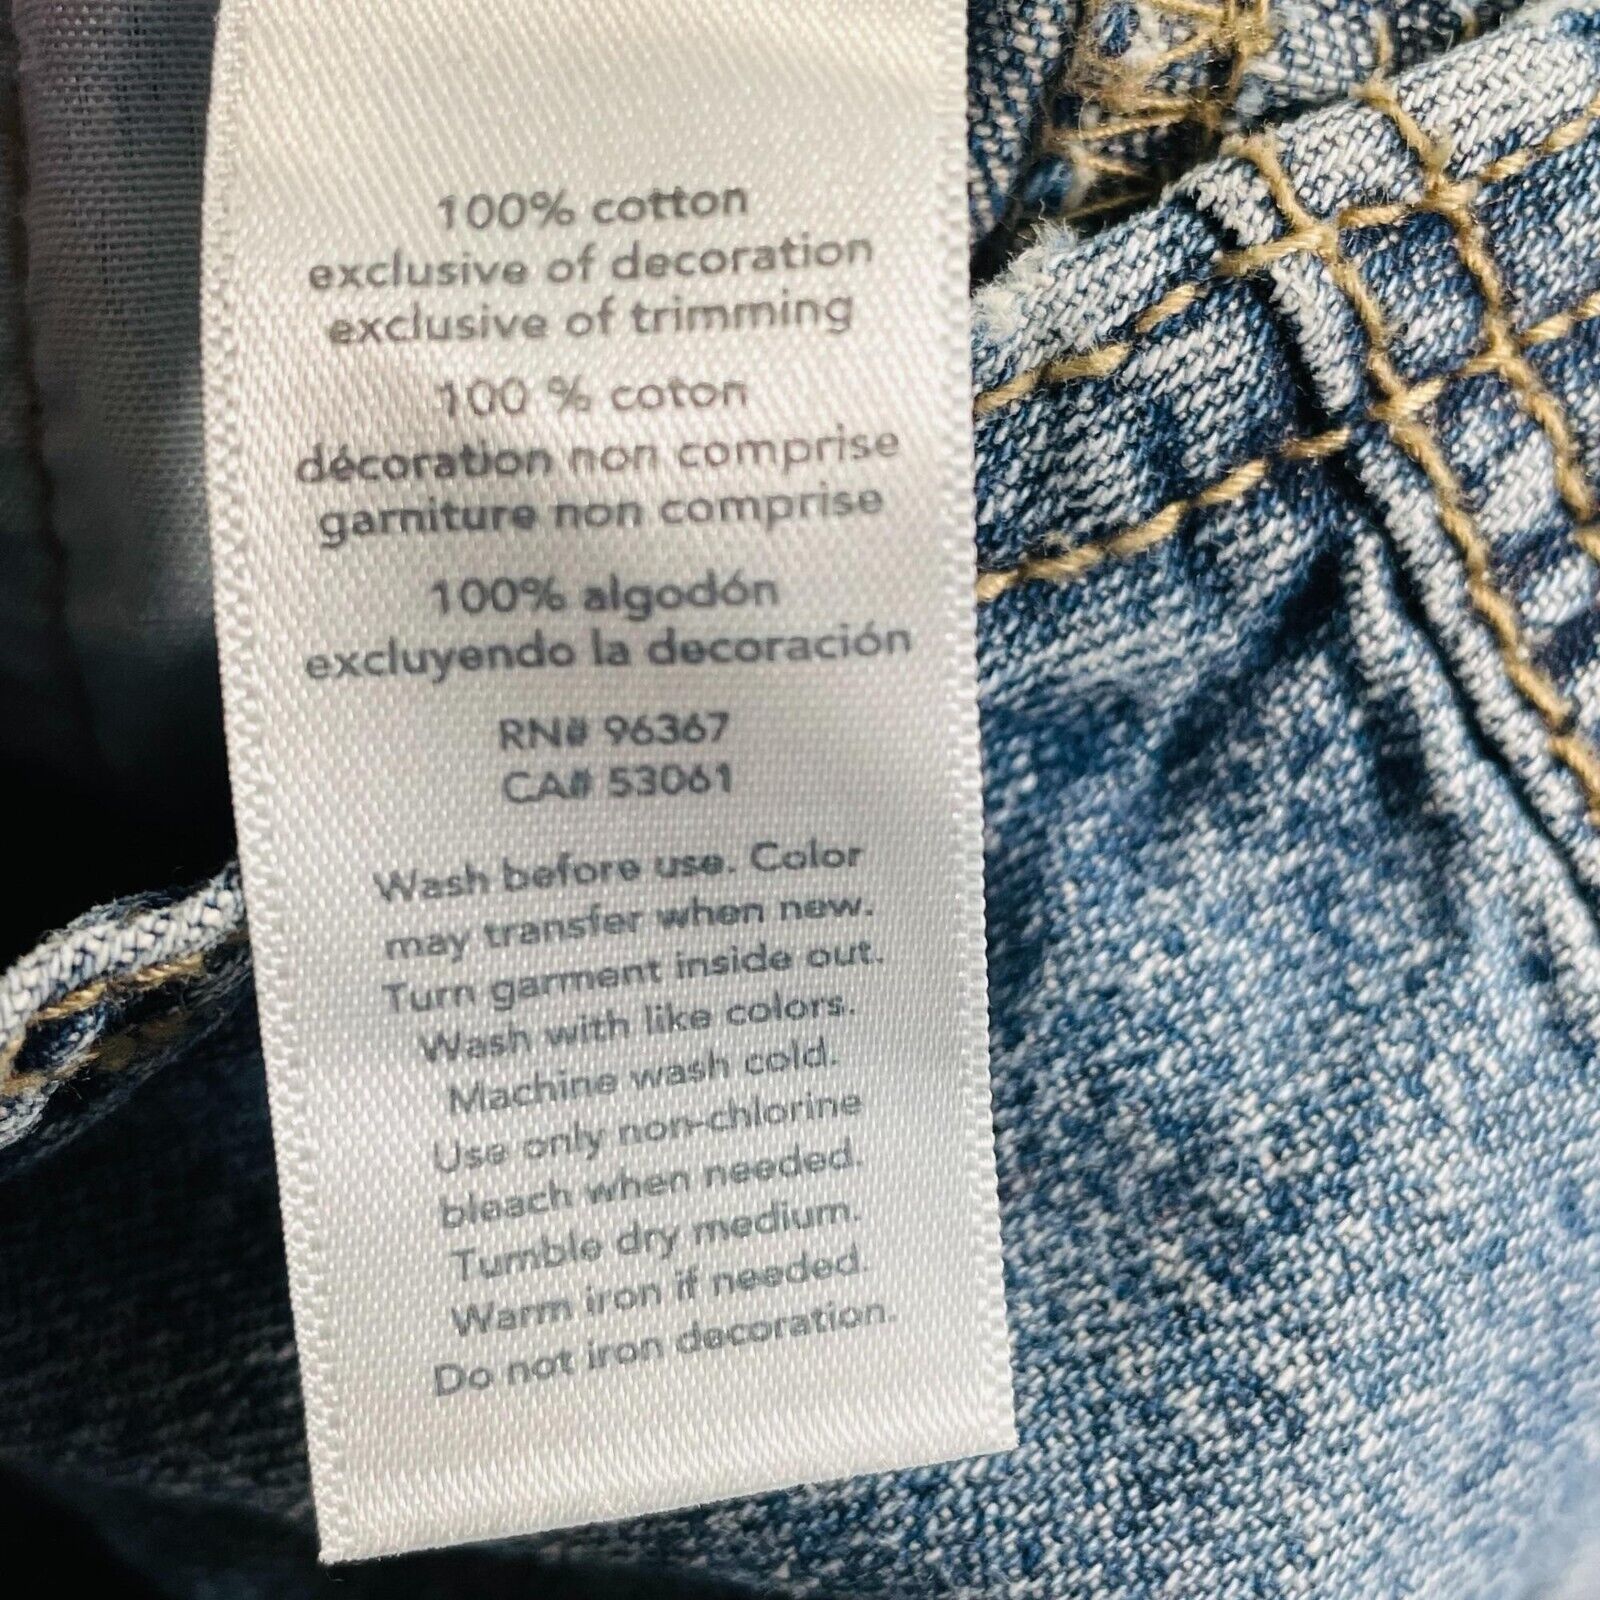 100% cotton
exclusive of decoration
exclusive of trimming
100 % coton
décoration non comprise
garniture non comprise
100% algodón
excluyendo la decoración
RN# 96367
CA# 53061
Wash before use. Color
may transfer when new.
Turn garment inside out.
Wash with like colors.
Machine wash cold.
Use only non-chlorine
bleach when needed.
Tumble dry medium.
Warm iron if needed.
Do not iron decoration.